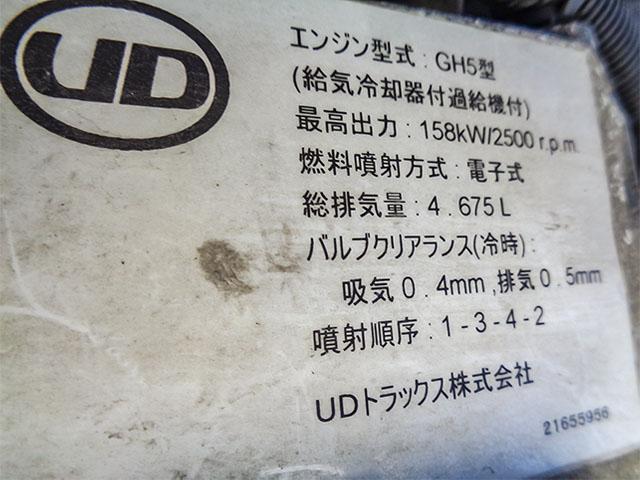 UD
エンジン型式 : GH5型
(給気冷却器付過給機付)
最高出力 : 158kW/2500 r.p.m.
燃料噴射方式 : 電子式
総排気量 : 4 . 675 L
バルブクリアランス(冷時) :
吸気 0 . 4mm , 排気 0 . 5mm
噴射順序 : 1 - 3 - 4 - 2
UDトラックス株式会社
21655956